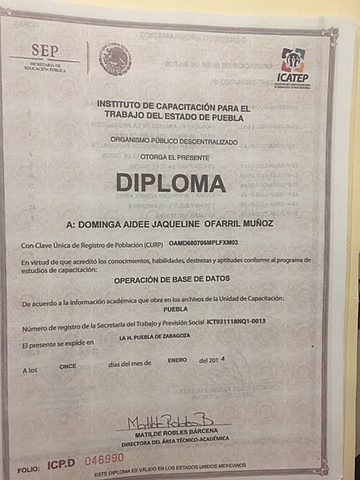 SEP
SECRETARÍA DE
EDUCACIÓN PÚBLICA
ICATEP
INSTITUTO DE CAPACITACIÓN PARA EL
TRABAJO DEL ESTADO DE PUEBLA
ORGANISMO PÚBLICO DESCENTRALIZADO
OTORGA EL PRESENTE
DIPLOMA
A: DOMINGA AIDEE JAQUELINE OFARRIL MUÑOZ
Con Clave Única de Registro de Población (CURP) OAMD680706MPLFXM03
En virtud de que acreditó los conocimientos, habilidades, destrezas y aptitudes conforme al programa de
estudios de capacitación:
OPERACIÓN DE BASE DE DATOS
De acuerdo a la información académica que obra en los archivos de la Unidad de Capacitación:
PUEBLA
Número de registro de la Secretaría del Trabajo y Previsión Social ICT931118NQ1-0013
El presente se expide en LA H. PUEBLA DE ZARAGOZA
A los ONCE días del mes de ENERO del 201 4
MATILDE ROBLES BÁRCENA
DIRECTORA DEL ÁREA TÉCNICO-ACADÉMICA
FOLIO: ICP.D 046990
ESTE DIPLOMA ES VÁLIDO EN LOS ESTADOS UNIDOS MEXICANOS